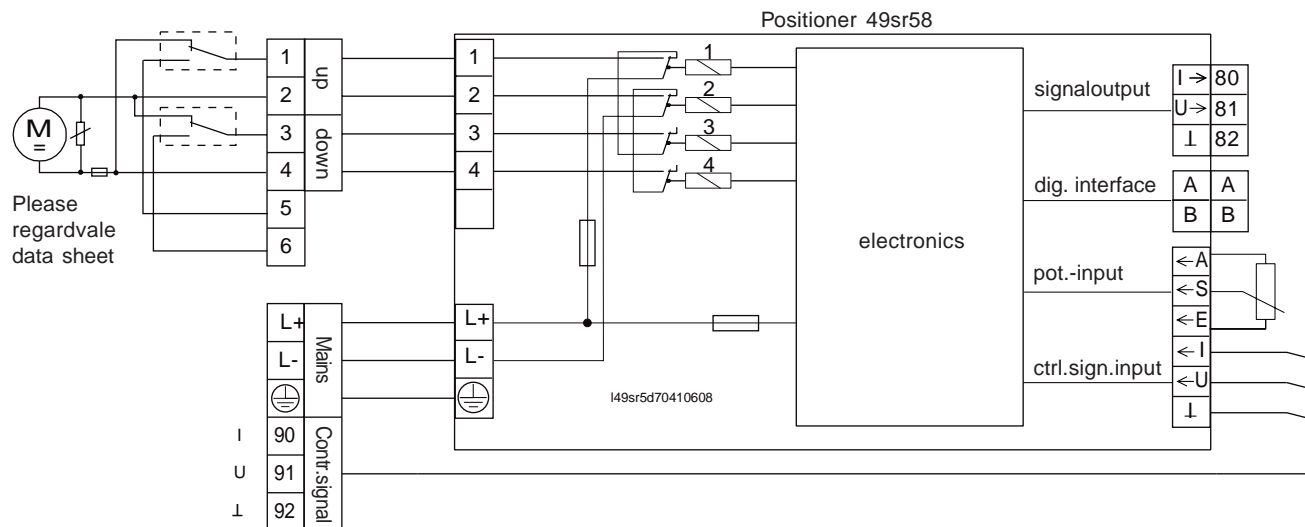 Positioner 49sr58
M
=
Please
regardvale
data sheet
1
2
3
4
5
6
up
down
1
2
3
4
1
2
3
4
electronics
signaloutput
dig. interface
pot.-input
ctrl.sign.input
I → 80
U→ 81
⊥ 82
A A
B B
←A
←S
←E
←I
←U
⊥
L+
L-
Mains
L+
L-
l49sr5d70410608
I 90
U 91
⊥ 92
Contr.signal